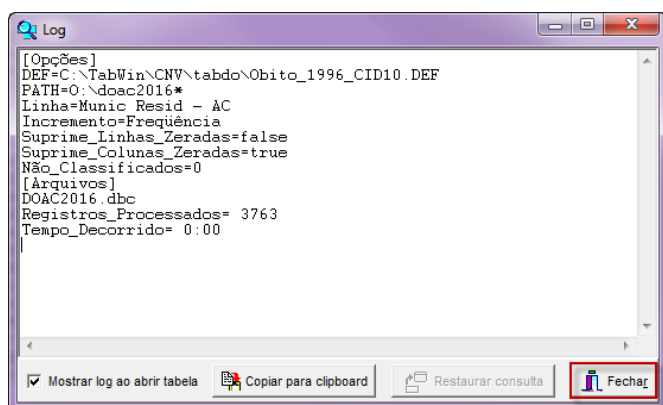 Log
[Opções]
DEF=C:\TabWin\CNV\tabdo\Obito_1996_CID10.DEF
PATH=O:\doac2016*
Linha=Munic Resid - AC
Incremento=Freqüência
Suprime_Linhas_Zeradas=false
Suprime_Colunas_Zeradas=true
Não_Classificados=0
[Arquivos]
DOAC2016.dbc
Registros_Processados= 3763
Tempo_Decorrido= 0:00
Mostrar log ao abrir tabela Copiar para clipboard Restaurar consulta Fechar